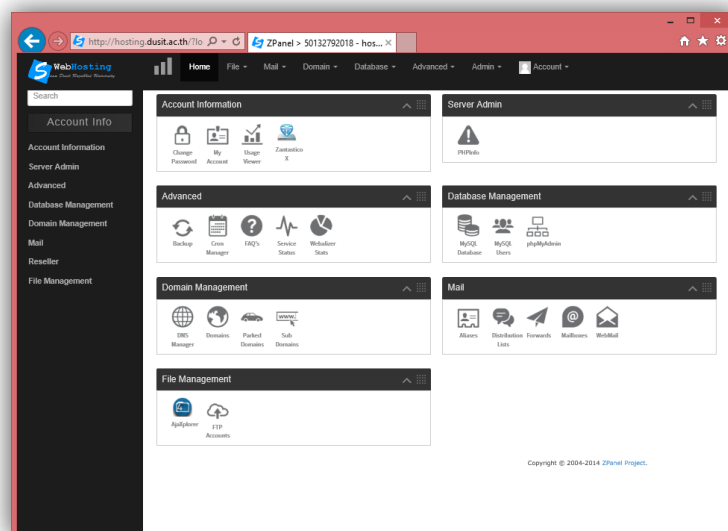 http://hosting.dusit.ac.th/?lo
ZPanel > 50132792018 - hos...
WebHosting
Home File Mail Domain Database Advanced Admin Account
Search
Account Info
Account Information
Server Admin
Advanced
Database Management
Domain Management
Mail
Reseller
File Management
Account Information
Change Password
My Account
Usage Viewer
Zantastico X
Server Admin
PHPInfo
Advanced
Backup
Cron Manager
FAQ's
Service Status
Webalizer Stats
Database Management
MySQL Database
MySQL Users
phpMyAdmin
Domain Management
DNS Manager
Domains
Parked Domains
Sub Domains
WWW.
Mail
Aliases
Distribution Lists
Forwards
Mailboxes
WebMail
File Management
AjaXplorer
FTP Accounts
Copyright © 2004-2014 ZPanel Project.